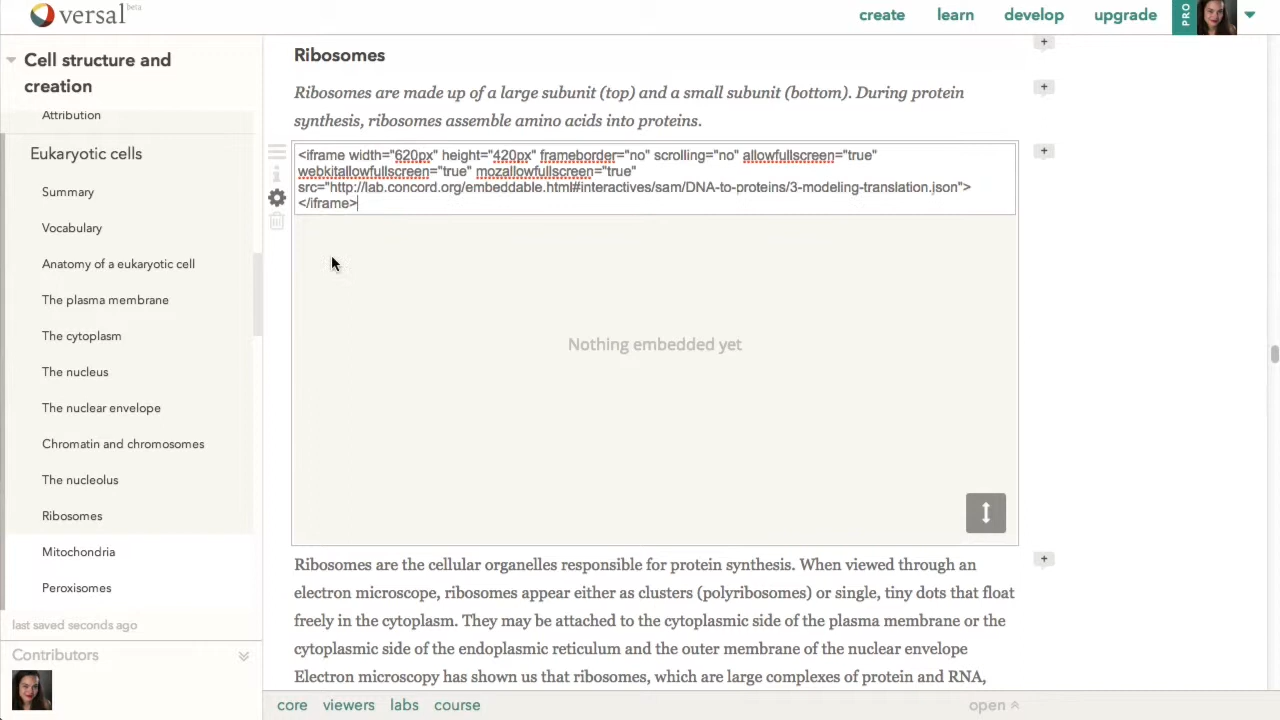 versal beta
create learn develop upgrade PRO
Cell structure and
creation
Attribution
Eukaryotic cells
Summary
Vocabulary
Anatomy of a eukaryotic cell
The plasma membrane
The cytoplasm
The nucleus
The nuclear envelope
Chromatin and chromosomes
The nucleolus
Ribosomes
Mitochondria
Peroxisomes
last saved seconds ago
Contributors
Ribosomes
Ribosomes are made up of a large subunit (top) and a small subunit (bottom). During protein
synthesis, ribosomes assemble amino acids into proteins.
<iframe width="620px" height="420px" frameborder="no" scrolling="no" allowfullscreen="true"
webkitallowfullscreen="true" mozallowfullscreen="true"
src="http://lab.concord.org/embeddable.html#interactives/sam/DNA-to-proteins/3-modeling-translation.json">
</iframe>
Nothing embedded yet
Ribosomes are the cellular organelles responsible for protein synthesis. When viewed through an
electron microscope, ribosomes appear either as clusters (polyribosomes) or single, tiny dots that float
freely in the cytoplasm. They may be attached to the cytoplasmic side of the plasma membrane or the
cytoplasmic side of the endoplasmic reticulum and the outer membrane of the nuclear envelope
Electron microscopy has shown us that ribosomes, which are large complexes of protein and RNA,
core viewers labs course
open